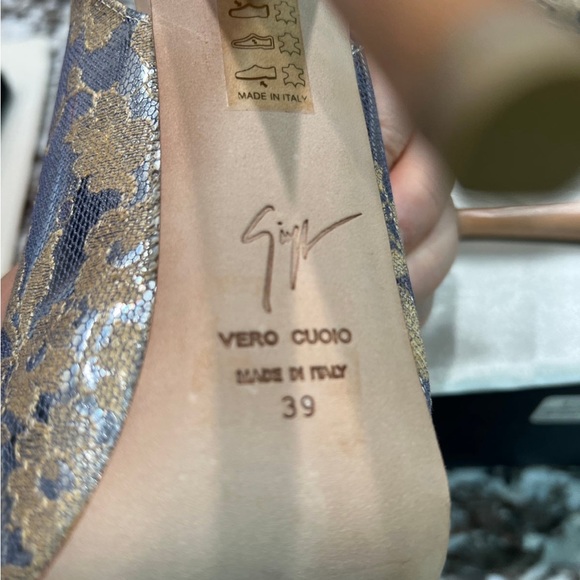 MADE IN ITALY
Giuseppe
VERO CUOIO
MADE IN ITALY
39